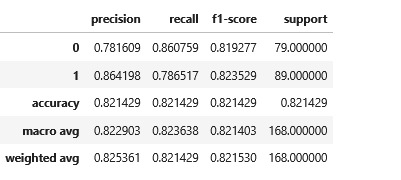 precision recall f1-score support
0 0.781609 0.860759 0.819277 79.000000
1 0.864198 0.786517 0.823529 89.000000
accuracy 0.821429 0.821429 0.821429 0.821429
macro avg 0.822903 0.823638 0.821403 168.000000
weighted avg 0.825361 0.821429 0.821530 168.000000